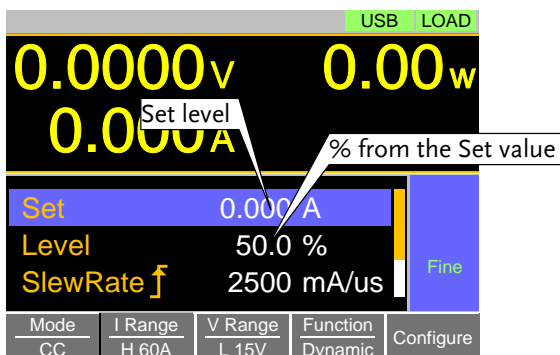 USB LOAD
0.0000V 0.00W
Set level
0.000A
% from the Set value
Set 0.000 A
Level 50.0 %
SlewRate 2500 mA/us
Fine
Mode I Range V Range Function Configure
CC H 60A L 15V Dynamic